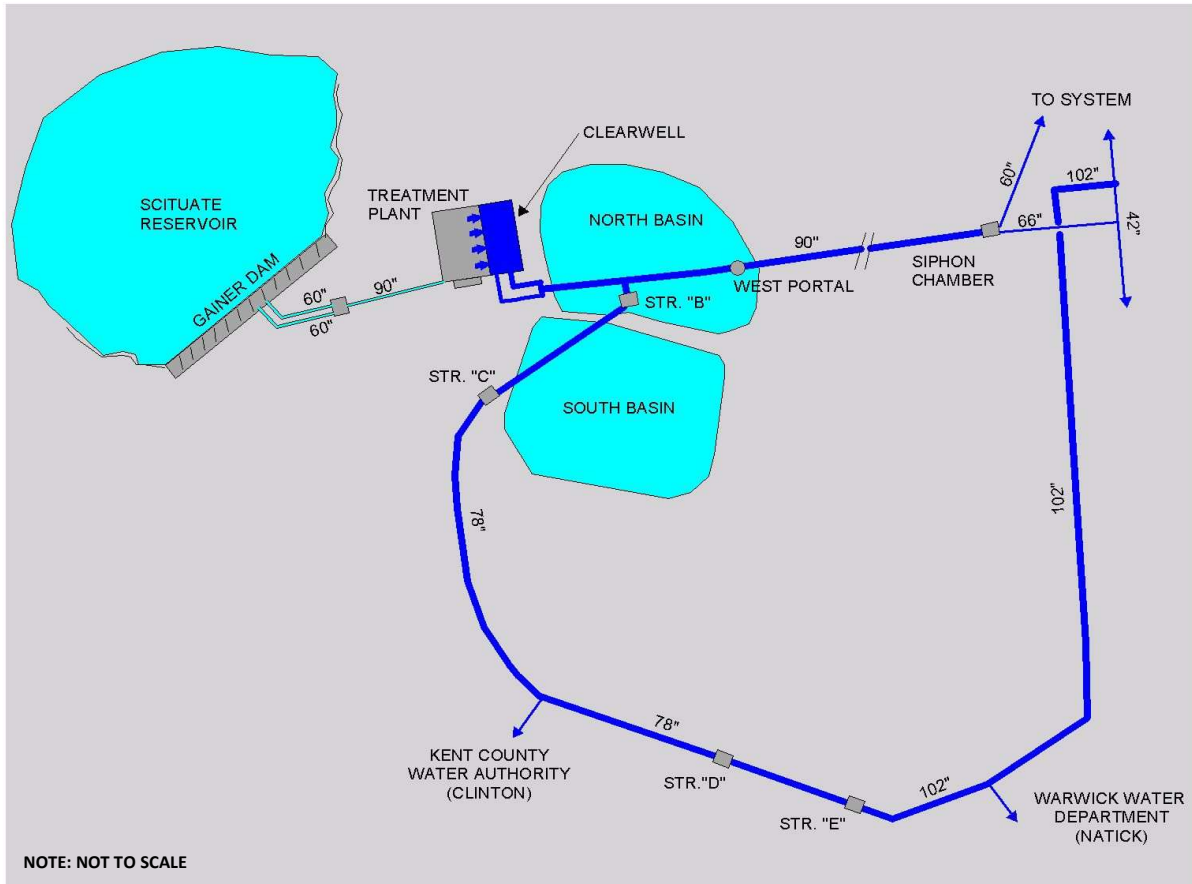 TO SYSTEM
CLEARWELL
SCITUATE
RESERVOIR
TREATMENT
PLANT
NORTH BASIN
60"
102"
66"
42"
90"
SIPHON
CHAMBER
WEST PORTAL
GAINER DAM
60"
60"
90"
STR. "B"
STR. "C"
SOUTH BASIN
78"
102"
78"
KENT COUNTY
WATER AUTHORITY
(CLINTON)
STR."D"
STR. "E"
102"
WARWICK WATER
DEPARTMENT
(NATICK)
NOTE: NOT TO SCALE